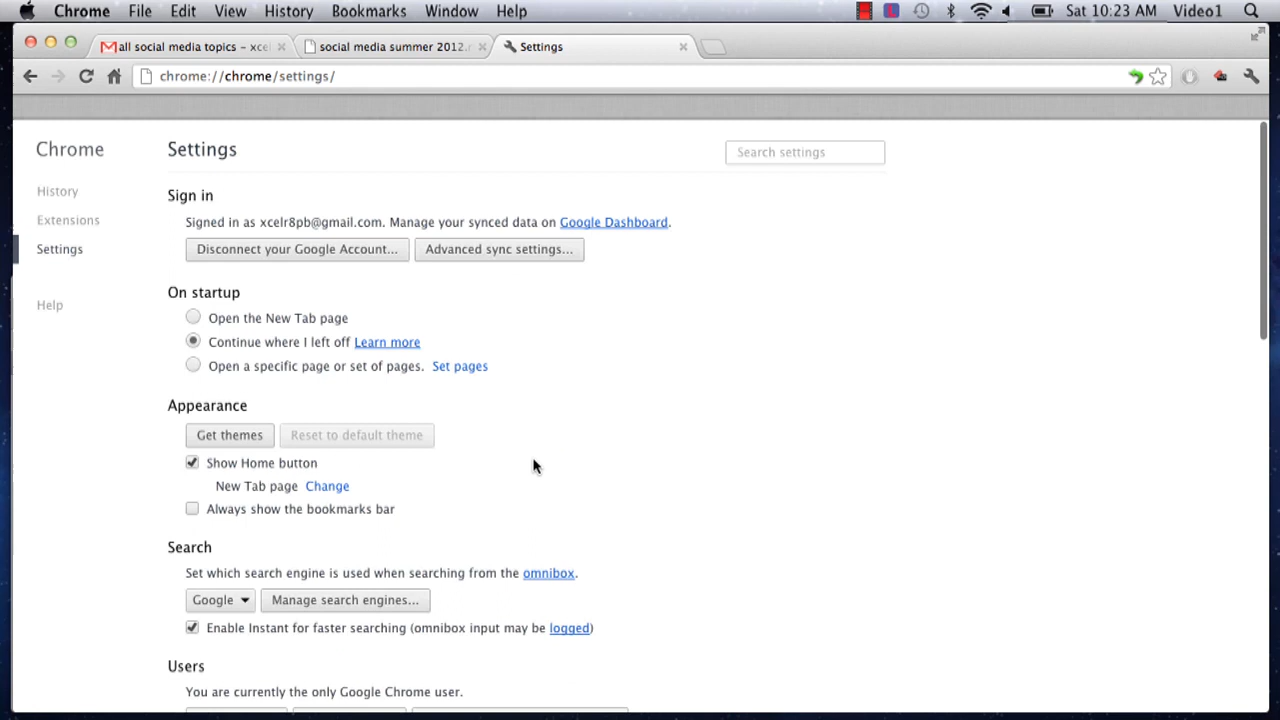 Chrome File Edit View History Bookmarks Window Help Sat 10:23 AM Video1
all social media topics – xcel
social media summer 2012.r
Settings
chrome://chrome/settings/
Chrome
Settings
Search settings
History
Extensions
Settings
Help
Sign in
Signed in as xcelr8pb@gmail.com. Manage your synced data on Google Dashboard.
Disconnect your Google Account... Advanced sync settings...
On startup
Open the New Tab page
Continue where I left off Learn more
Open a specific page or set of pages. Set pages
Appearance
Get themes Reset to default theme
Show Home button
New Tab page Change
Always show the bookmarks bar
Search
Set which search engine is used when searching from the omnibox.
Google Manage search engines...
Enable Instant for faster searching (omnibox input may be logged)
Users
You are currently the only Google Chrome user.